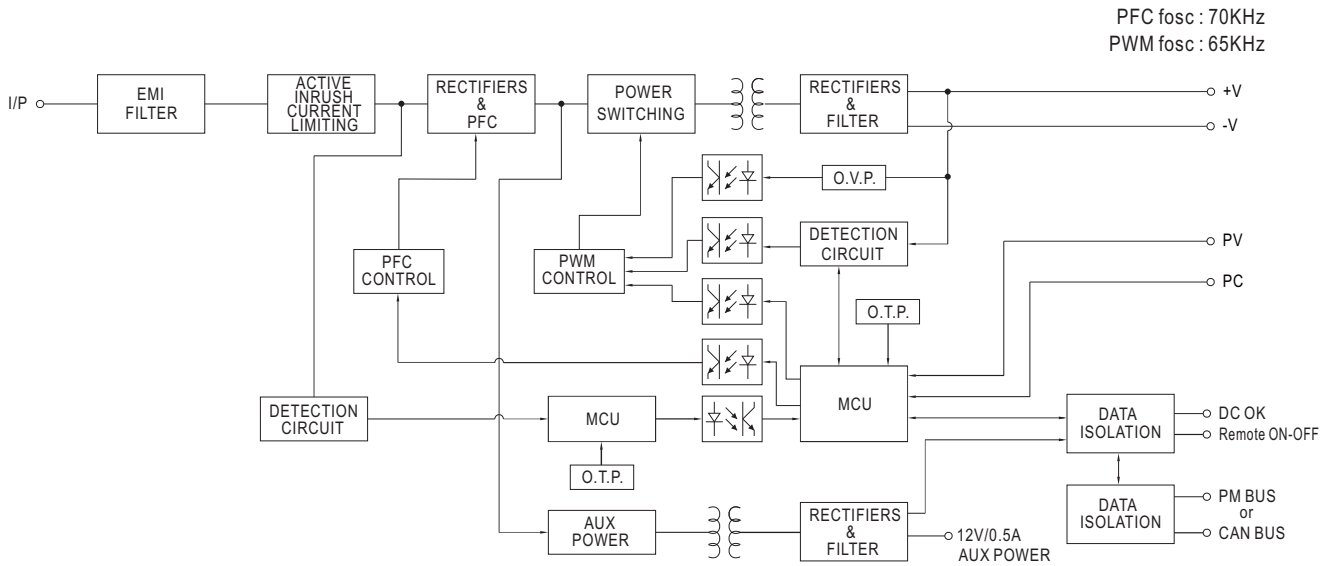 PFC fosc : 70KHz
PWM fosc : 65KHz
I/P
EMI
FILTER
ACTIVE
INRUSH
CURRENT
LIMITING
RECTIFIERS
&
PFC
POWER
SWITCHING
RECTIFIERS
&
FILTER
+V
-V
O.V.P.
DETECTION
CIRCUIT
PFC
CONTROL
PWM
CONTROL
PV
PC
O.T.P.
MCU
DETECTION
CIRCUIT
MCU
O.T.P.
DATA
ISOLATION
DC OK
Remote ON-OFF
DATA
ISOLATION
PM BUS
or
CAN BUS
AUX
POWER
RECTIFIERS
&
FILTER
12V/0.5A
AUX POWER